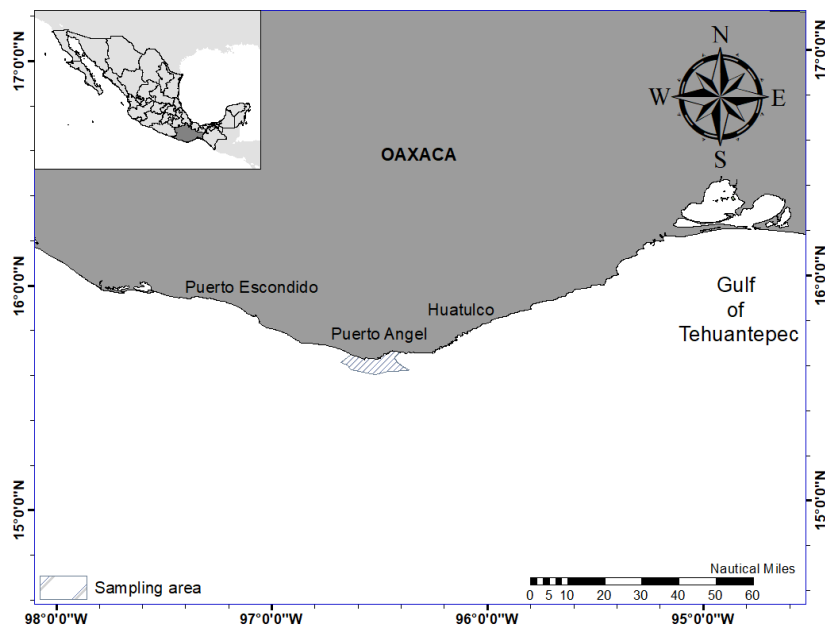 N
W E
S
OAXACA
Puerto Escondido
Huatulco
Puerto Angel
Gulf
of
Tehuantepec
Sampling area
Nautical Miles
0 5 10 20 30 40 50 60
17°0'0"N
16°0'0"N
15°0'0"N
17°0'0"N
16°0'0"N
15°0'0"N
98°0'0"W 97°0'0"W 96°0'0"W 95°0'0"W